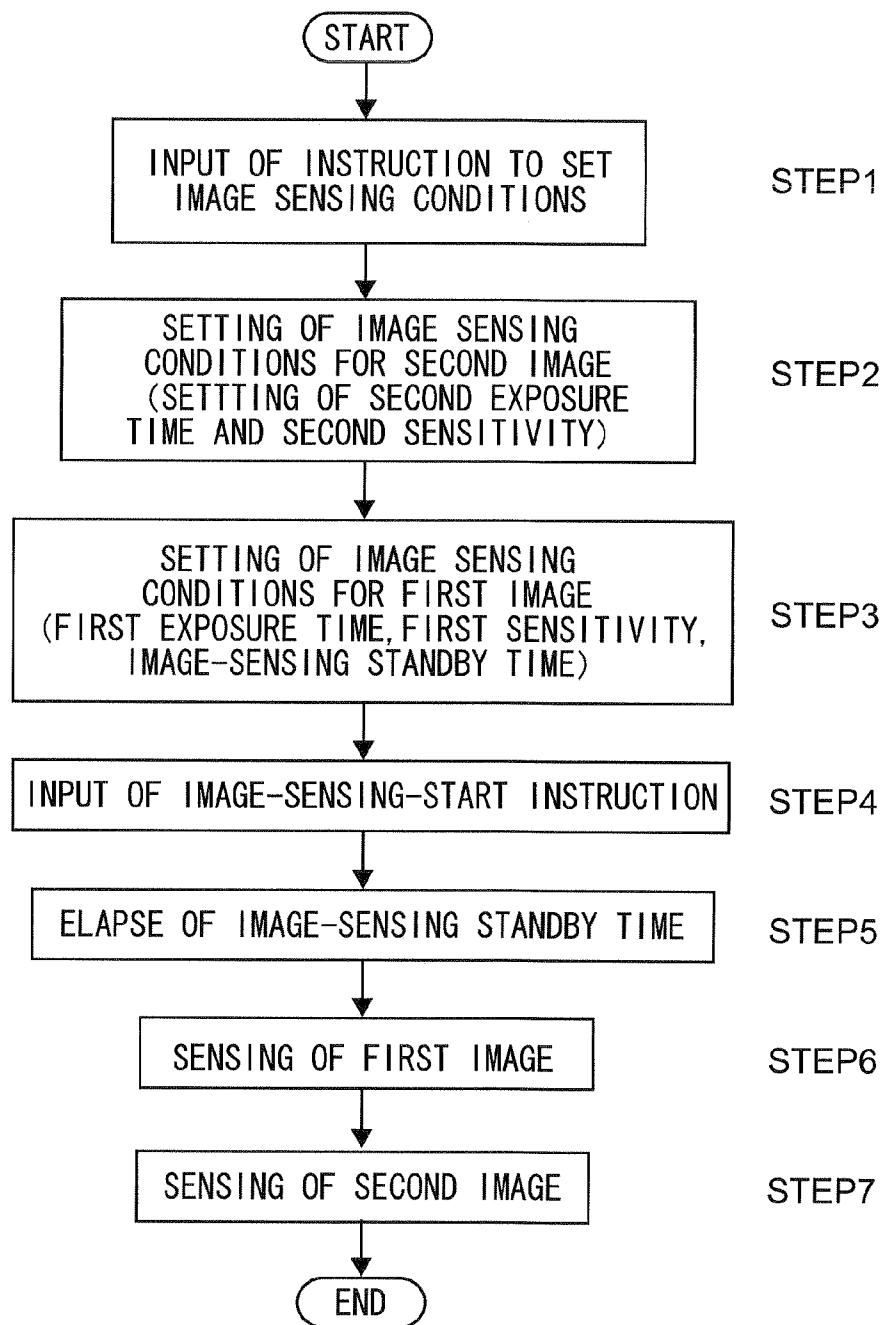 START
INPUT OF INSTRUCTION TO SET
IMAGE SENSING CONDITIONS
STEP1
SETTING OF IMAGE SENSING
CONDITIONS FOR SECOND IMAGE
(SETTTING OF SECOND EXPOSURE
TIME AND SECOND SENSITIVITY)
STEP2
SETTING OF IMAGE SENSING
CONDITIONS FOR FIRST IMAGE
(FIRST EXPOSURE TIME,FIRST SENSITIVITY,
IMAGE-SENSING STANDBY TIME)
STEP3
INPUT OF IMAGE-SENSING-START INSTRUCTION
STEP4
ELAPSE OF IMAGE-SENSING STANDBY TIME
STEP5
SENSING OF FIRST IMAGE
STEP6
SENSING OF SECOND IMAGE
STEP7
END